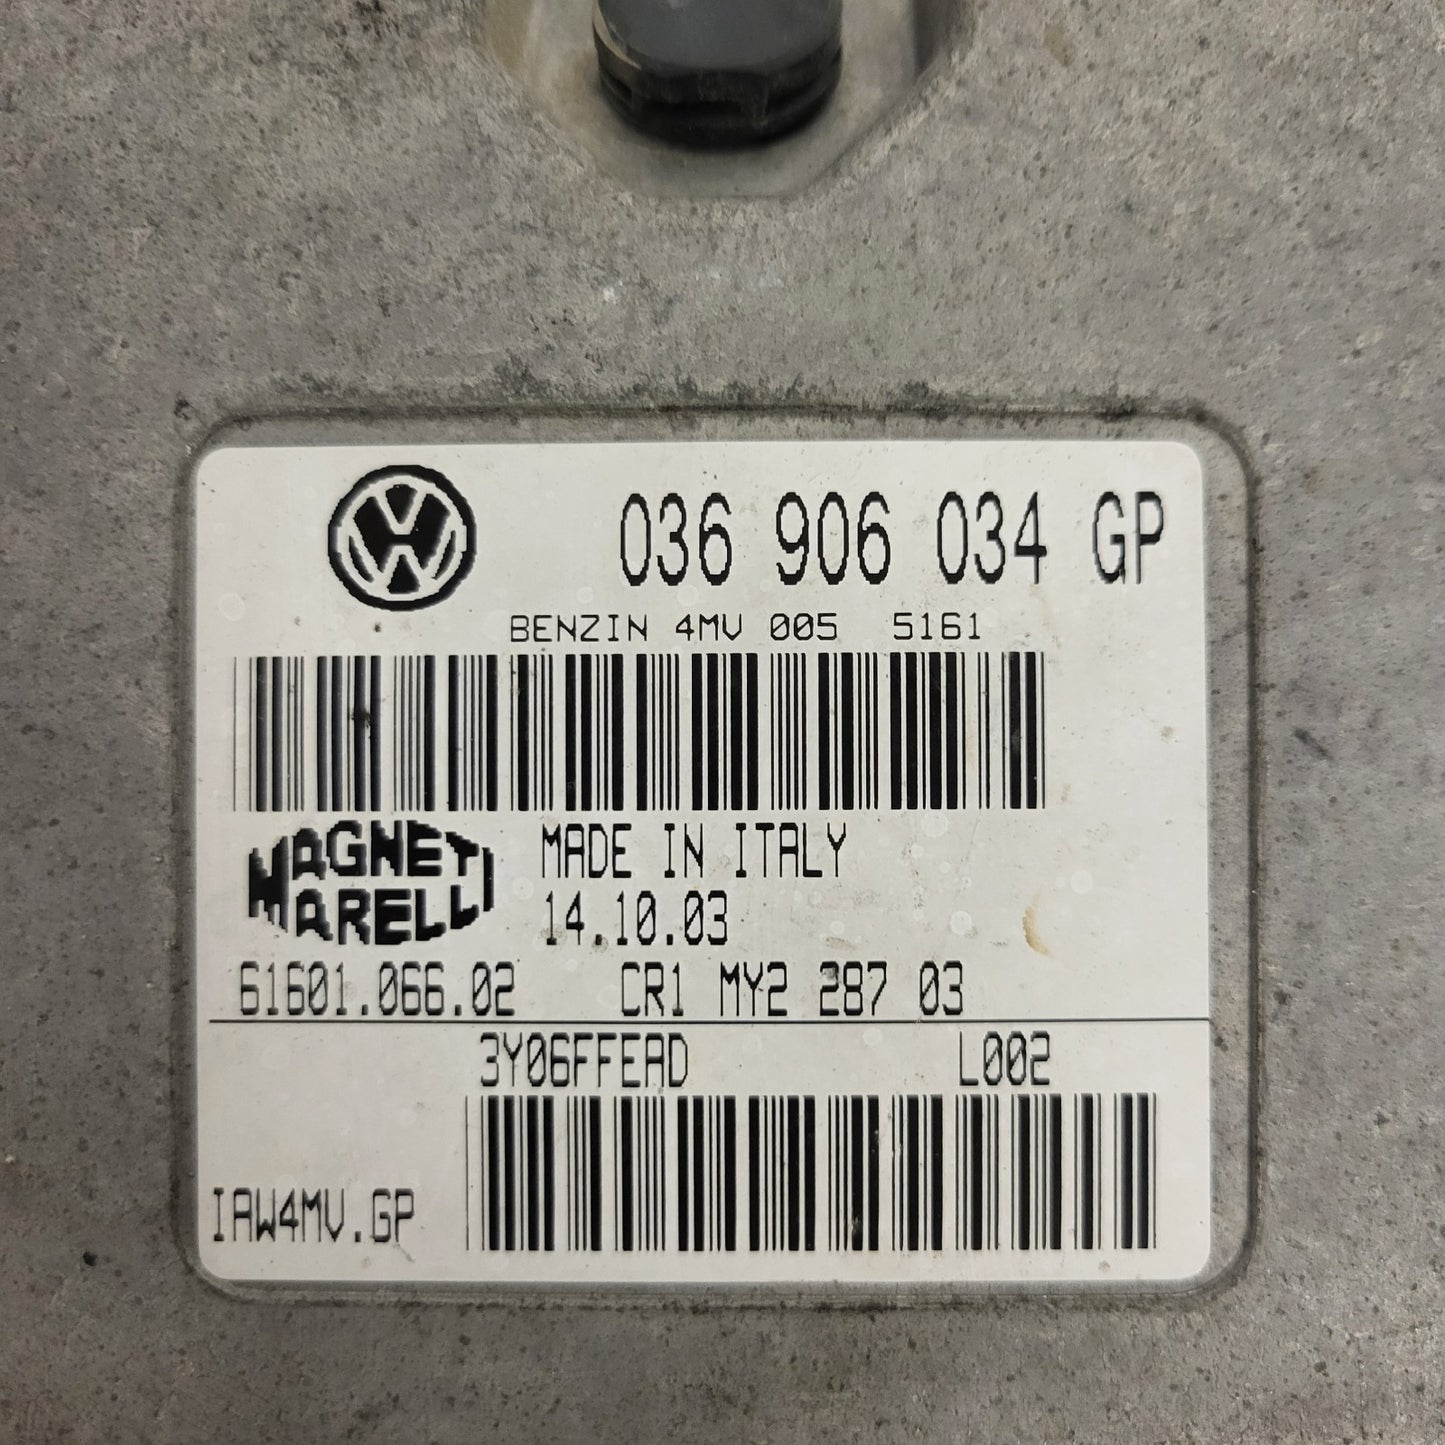 036 906 034 GP
BENZIN 4MV 005 5161
MAGNETI MARELLI
MADE IN ITALY
14.10.03
61601.066.02 CR1 MY2 287 03
3Y06FFEAD L002
IAW4MV.GP